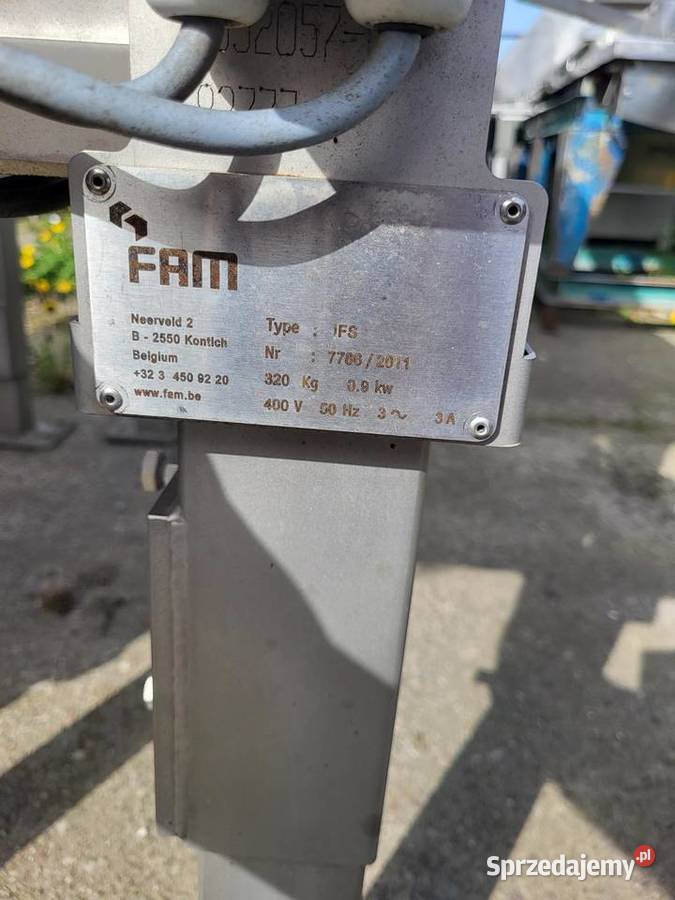 FAM
Neerveld 2
B - 2550 Kontich
Belgium
+32 3 450 92 20
www.fam.be
Type : IFS
Nr : 7766 / 2011
320 Kg 0.9 kw
400 V 50 Hz 3 ~ 3 A
Sprzedajemy.pl